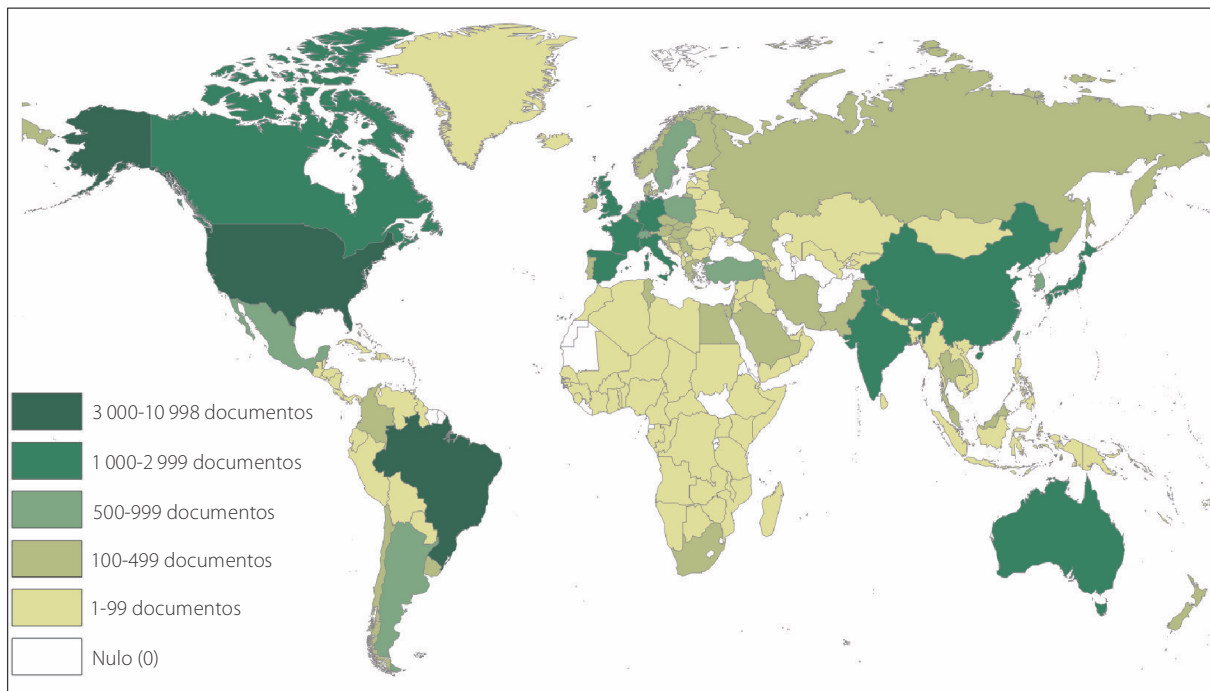 3 000-10 998 documentos
1 000-2 999 documentos
500-999 documentos
100-499 documentos
1-99 documentos
Nulo (0)